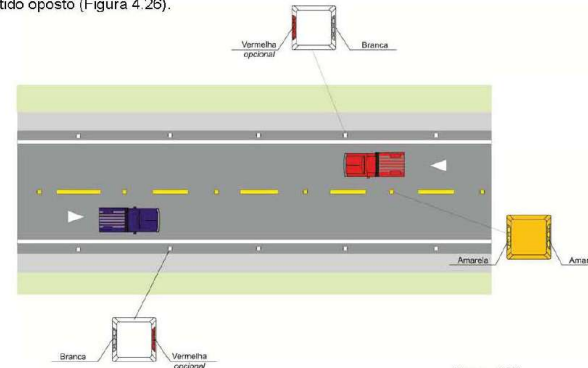 tido oposto (Figura 4.26).
Vermelha
opcional
Branca
Amarela
Branca
Vermelha
opcional